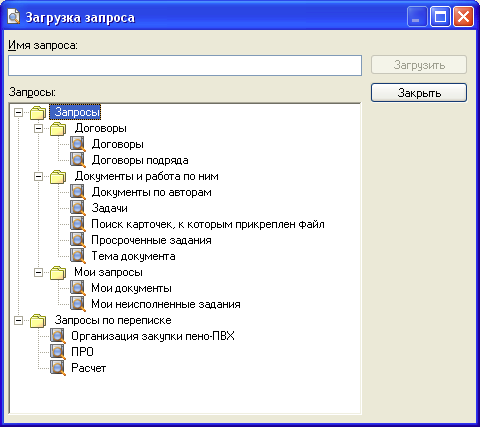 Загрузка запроса
Имя запроса:
Загрузить
Запросы:
Закрыть
Запросы
Договоры
Договоры
Договоры подряда
Документы и работа по ним
Документы по авторам
Задачи
Поиск карточек, к которым прикреплен файл
Просроченные задания
Тема документа
Мои запросы
Мои документы
Мои неисполненные задания
Запросы по переписке
Организация закупки пено-ПВХ
ПРО
Расчет